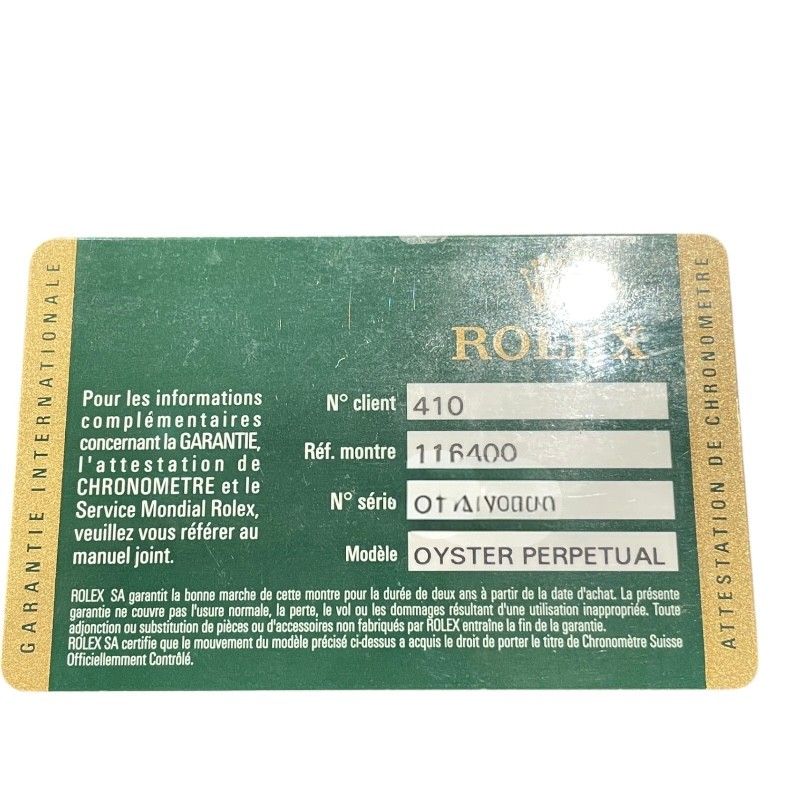 GARANTIE INTERNATIONALE
ROLEX
Pour les informations
complémentaires
concernant la GARANTIE,
l'attestation de
CHRONOMETRE et le
Service Mondial Rolex,
veuillez vous référer au
manuel joint.
N° client 410
Réf. montre 116400
N° série
Modèle OYSTER PERPETUAL
ROLEX SA garantit la bonne marche de cette montre pour la durée de deux ans à partir de la date d'achat. La présente
garantie ne couvre pas l'usure normale, la perte, le vol ou les dommages résultant d'une utilisation inappropriée. Toute
adjonction ou substitution de pièces ou d'accessoires non fabriqués par ROLEX entraîne la fin de la garantie.
ROLEX SA certifie que le mouvement du modèle précisé ci-dessus a acquis le droit de porter le titre de Chronomètre Suisse
Officiellement Contrôlé.
ATTESTATION DE CHRONOMETRE